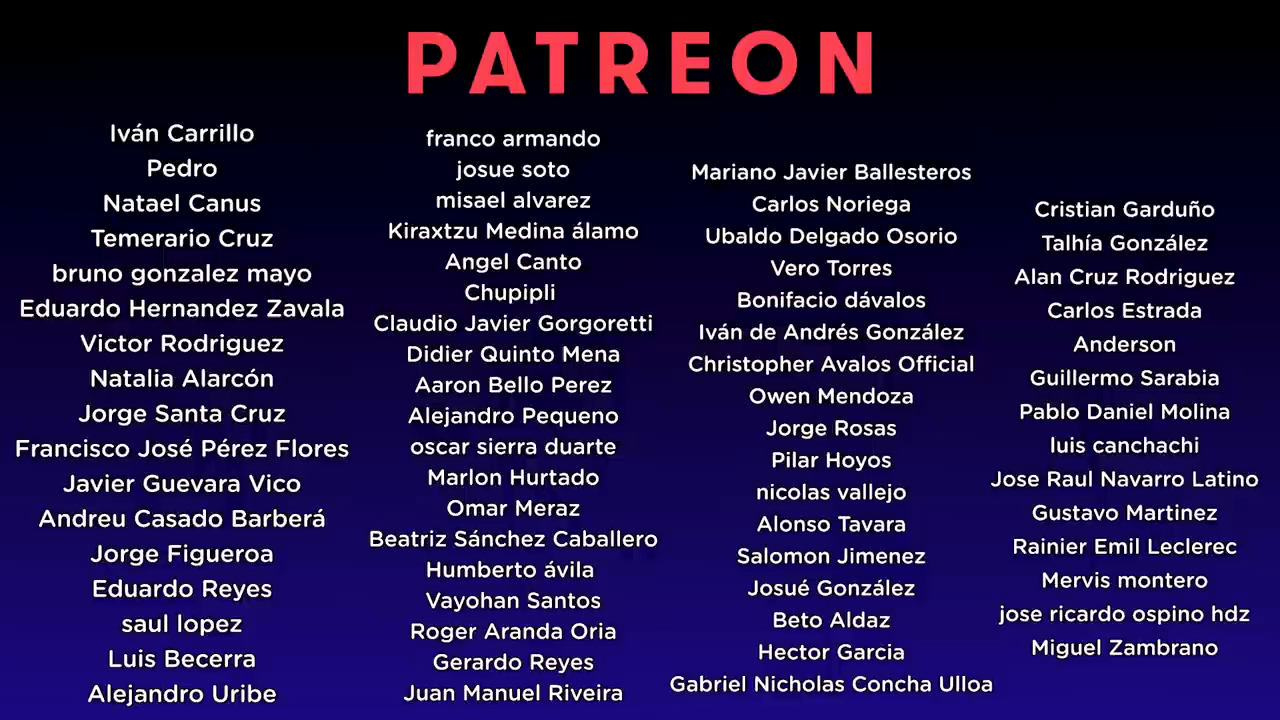 PATREON
Iván Carrillo
Pedro
Natael Canus
Temerario Cruz
bruno gonzalez mayo
Eduardo Hernandez Zavala
Victor Rodriguez
Natalia Alarcón
Jorge Santa Cruz
Francisco José Pérez Flores
Javier Guevara Vico
Andreu Casado Barberá
Jorge Figueroa
Eduardo Reyes
saul lopez
Luis Becerra
Alejandro Uribe
franco armando
josue soto
misael alvarez
Kiraxtzu Medina álamo
Angel Canto
Chupipli
Claudio Javier Gorgoretti
Didier Quinto Mena
Aaron Bello Perez
Alejandro Pequeno
oscar sierra duarte
Marlon Hurtado
Omar Meraz
Beatriz Sánchez Caballero
Humberto ávila
Vayohan Santos
Roger Aranda Oria
Gerardo Reyes
Juan Manuel Riveira
Mariano Javier Ballesteros
Carlos Noriega
Ubaldo Delgado Osorio
Vero Torres
Bonifacio dávalos
Iván de Andrés González
Christopher Avalos Official
Owen Mendoza
Jorge Rosas
Pilar Hoyos
nicolas vallejo
Alonso Tavara
Salomon Jimenez
Josué González
Beto Aldaz
Hector Garcia
Gabriel Nicholas Concha Ulloa
Cristian Garduño
Talhía González
Alan Cruz Rodriguez
Carlos Estrada
Anderson
Guillermo Sarabia
Pablo Daniel Molina
luis canchachi
Jose Raul Navarro Latino
Gustavo Martinez
Rainier Emil Leclerec
Mervis montero
jose ricardo ospino hdz
Miguel Zambrano